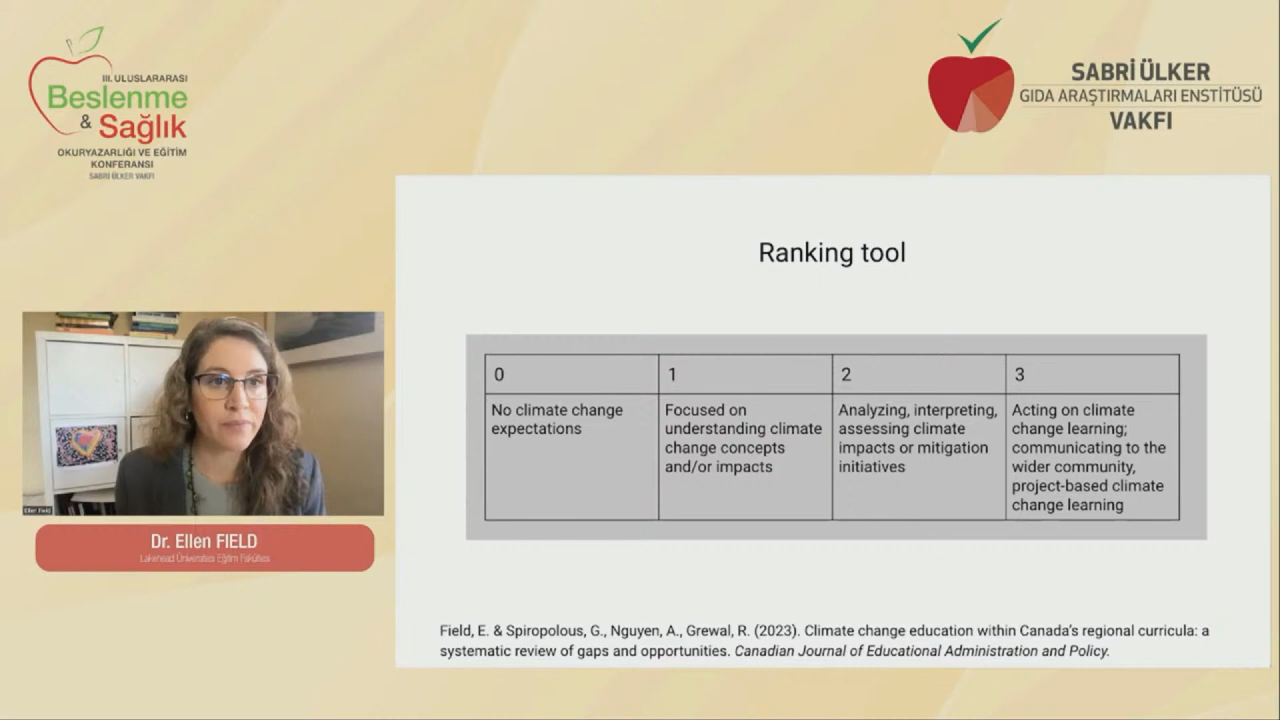 III. ULUSLARARASI
Beslenme
& Sağlık
OKURYAZARLIĞI VE EĞİTİM
KONFERANSI
SABRİ ÜLKER VAKFI
SABRİ ÜLKER
GIDA ARAŞTIRMALARI ENSTİTÜSÜ
VAKFI
Ranking tool
0
No climate change
expectations
1
Focused on
understanding climate
change concepts
and/or impacts
2
Analyzing, interpreting,
assessing climate
impacts or mitigation
initiatives
3
Acting on climate
change learning;
communicating to the
wider community,
project-based climate
change learning
Ellen Field
Dr. Ellen FIELD
Lakehead Üniversitesi Eğitim Fakültesi
Field, E. & Spiropolous, G., Nguyen, A., Grewal, R. (2023). Climate change education within Canada's regional curricula: a
systematic review of gaps and opportunities. Canadian Journal of Educational Administration and Policy.